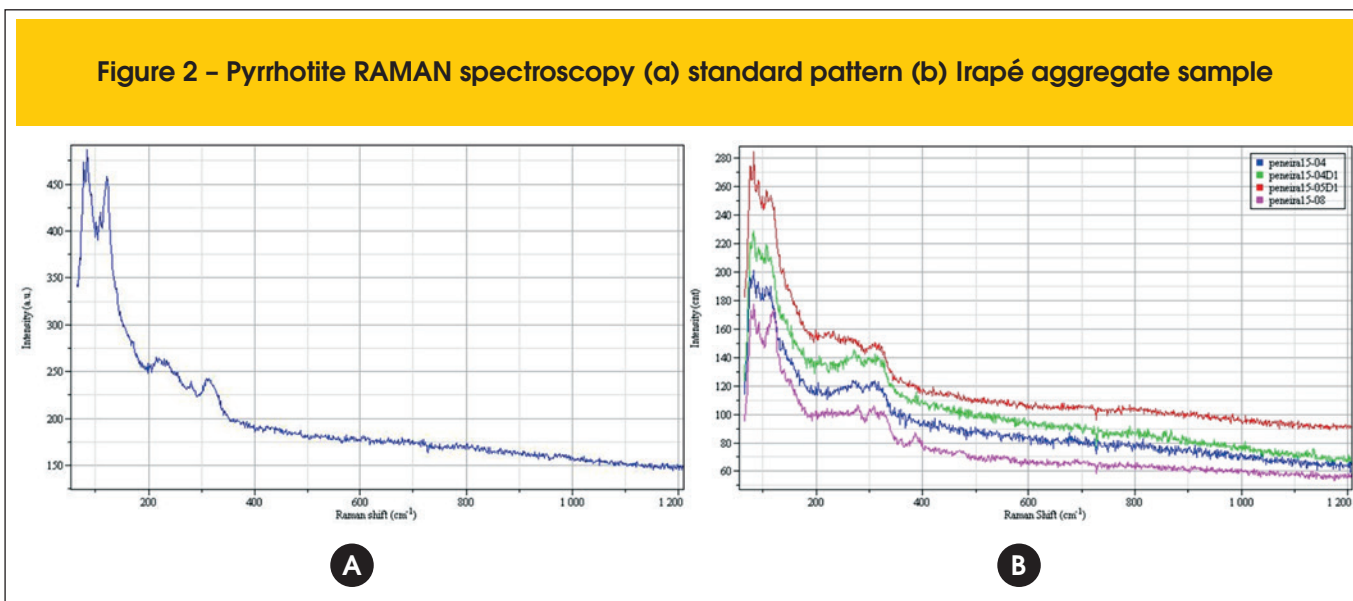 Figure 2 – Pyrrhotite RAMAN spectroscopy (a) standard pattern (b) Irapé aggregate sample
450
400
350
300
250
200
150
Intensity (a.u.)
200
400
600
800
1 000
1 200
Raman shift (cm-1)
A
280
260
240
220
200
180
160
140
120
100
80
60
Intensity (cnt)
peneira15-04
peneira15-04D1
peneira15-05D1
peneira15-08
200
400
600
800
1 000
1 200
Raman Shift (cm-1)
B